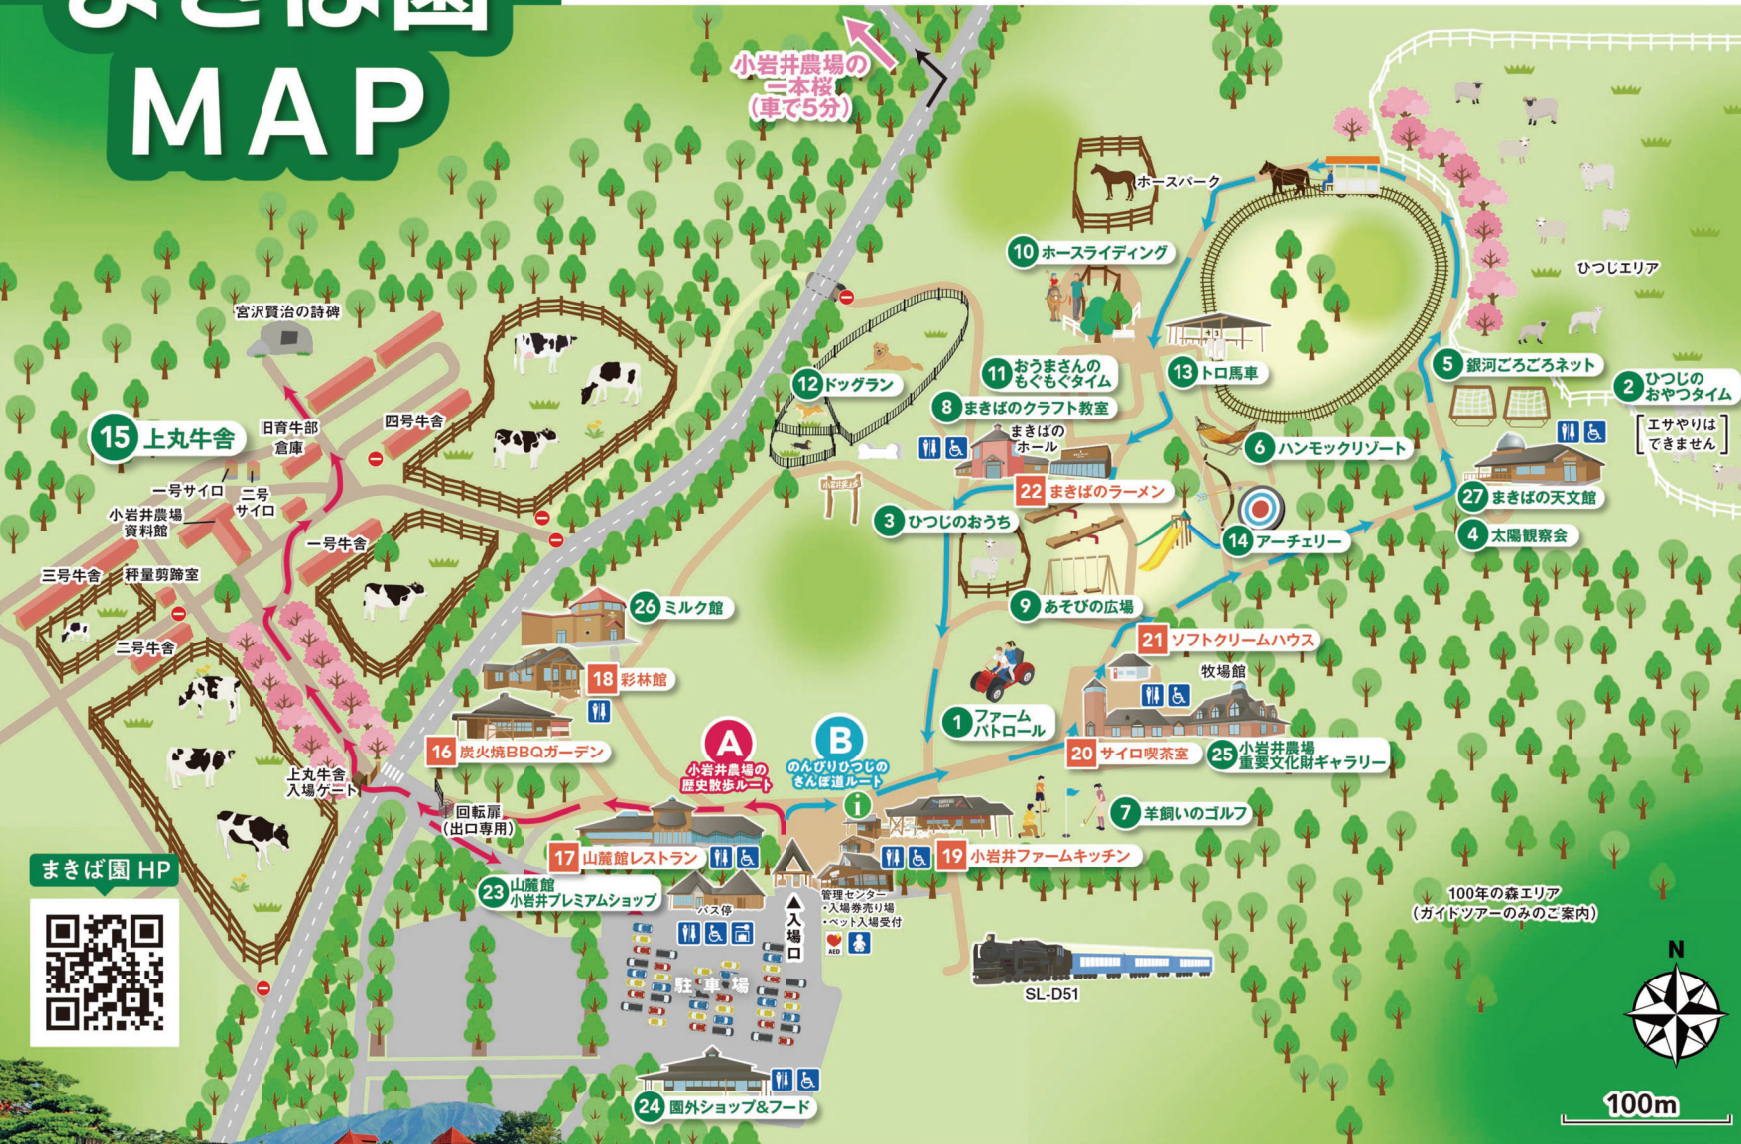 まきば園
MAP
小岩井農場の
一本桜
（車で5分）
ホースパーク
10 ホースライディング
ひつじエリア
宮沢賢治の詩碑
12 ドッグラン
11 おうまさんの
もぐもぐタイム
13 トロ馬車
5 銀河ごろごろネット
2 ひつじの
おやつタイム
エサやりは
できません
8 まきばのクラフト教室
まきばの
ホール
6 ハンモックリゾート
15 上丸牛舎
旧育牛部
倉庫
四号牛舎
一号サイロ
二号
サイロ
小岩井農場
資料館
一号牛舎
三号牛舎
秤量剪蹄室
二号牛舎
22 まきばのラーメン
27 まきばの天文館
3 ひつじのおうち
14 アーチェリー
4 太陽観察会
26 ミルク館
9 あそびの広場
21 ソフトクリームハウス
18 彩林館
牧場館
1 ファーム
パトロール
16 炭火焼BBQガーデン
A
小岩井農場の
歴史散歩ルート
B
のんびりひつじの
さんぽ道ルート
20 サイロ喫茶室
25 小岩井農場
重要文化財ギャラリー
上丸牛舎
入場ゲート
回転扉
（出口専用）
i
7 羊飼いのゴルフ
17 山麓館レストラン
19 小岩井ファームキッチン
23 山麓館
小岩井プレミアムショップ
バス停
▲入場口
管理センター
・入場券売り場
・ペット入場受付
AED
100年の森エリア
（ガイドツアーのみのご案内）
まきば園 HP
駐車場
SL-D51
N
24 園外ショップ&フード
100m